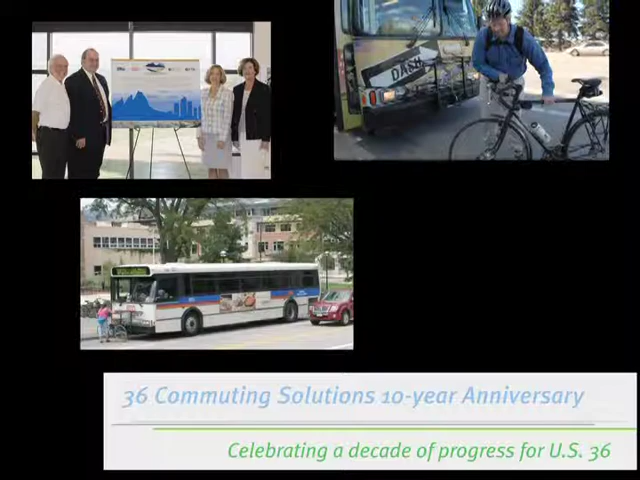 DASH
36 Commuting Solutions 10-year Anniversary
Celebrating a decade of progress for U.S. 36